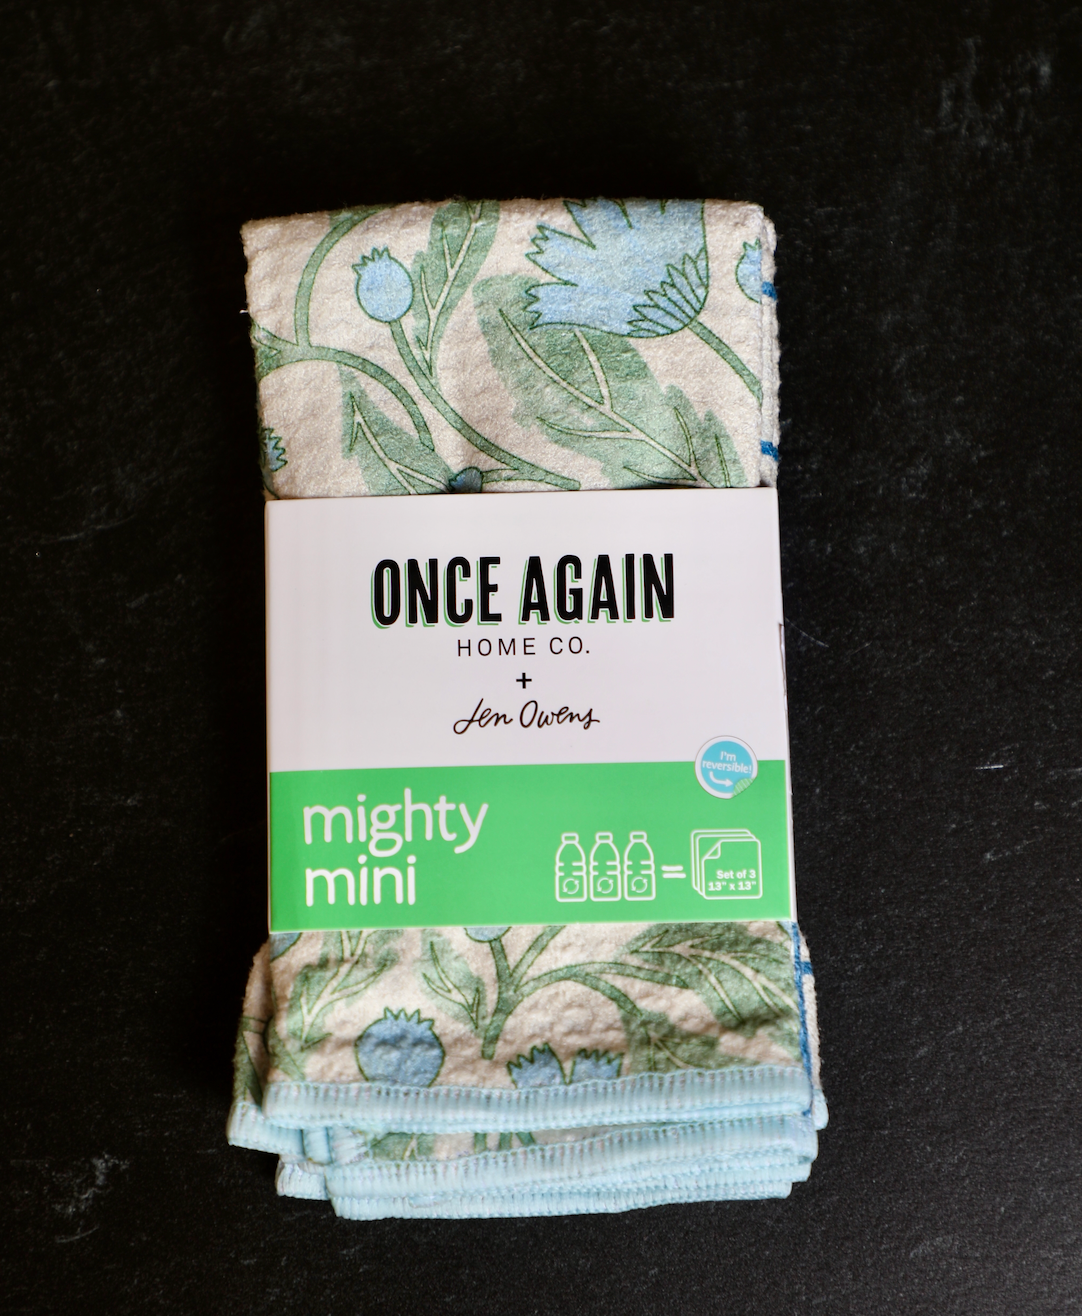 ONCE AGAIN
HOME CO.
+
Jen Owens
I'm
reversible!
mighty
mini
=
Set of 3
13" x 13"